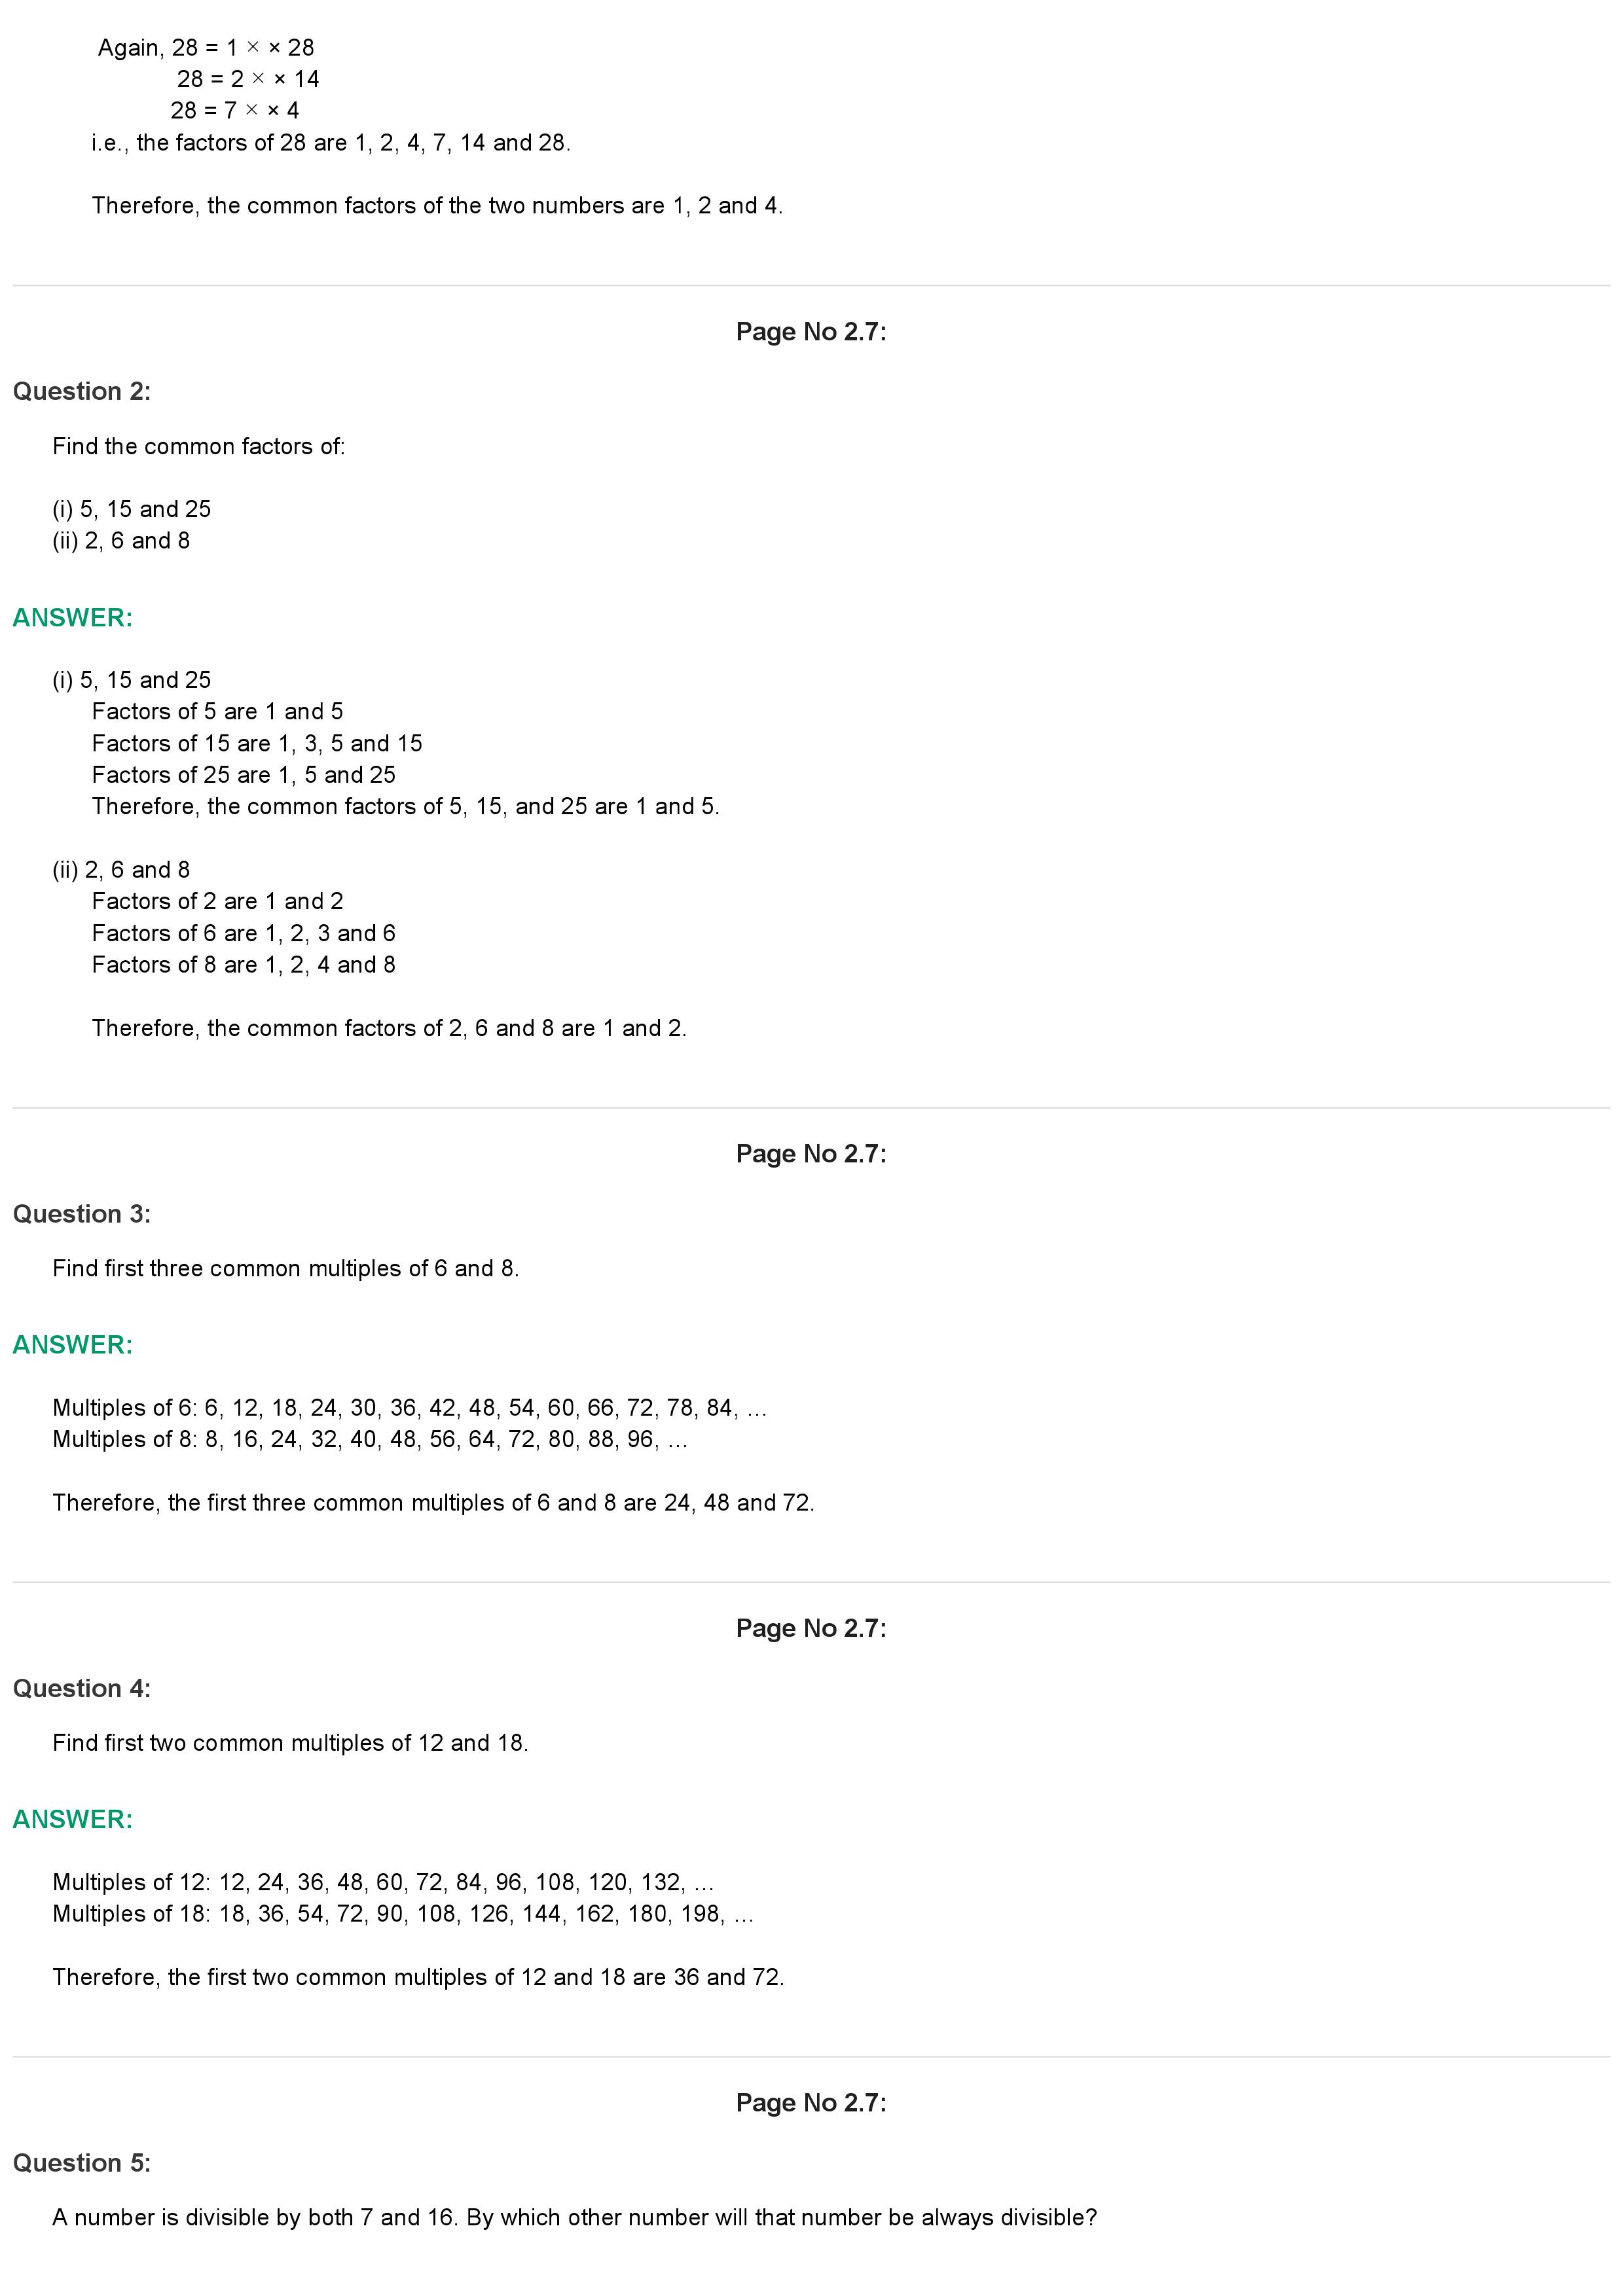 Again, 28 = 1 × × 28
28 = 2 × × 14
28 = 7 × × 4
i.e., the factors of 28 are 1, 2, 4, 7, 14 and 28.
Therefore, the common factors of the two numbers are 1, 2 and 4.
Page No 2.7:
Question 2:
Find the common factors of:
(i) 5, 15 and 25
(ii) 2, 6 and 8
ANSWER:
(i) 5, 15 and 25
Factors of 5 are 1 and 5
Factors of 15 are 1, 3, 5 and 15
Factors of 25 are 1, 5 and 25
Therefore, the common factors of 5, 15, and 25 are 1 and 5.
(ii) 2, 6 and 8
Factors of 2 are 1 and 2
Factors of 6 are 1, 2, 3 and 6
Factors of 8 are 1, 2, 4 and 8
Therefore, the common factors of 2, 6 and 8 are 1 and 2.
Page No 2.7:
Question 3:
Find first three common multiples of 6 and 8.
ANSWER:
Multiples of 6: 6, 12, 18, 24, 30, 36, 42, 48, 54, 60, 66, 72, 78, 84, ...
Multiples of 8: 8, 16, 24, 32, 40, 48, 56, 64, 72, 80, 88, 96, ...
Therefore, the first three common multiples of 6 and 8 are 24, 48 and 72.
Page No 2.7:
Question 4:
Find first two common multiples of 12 and 18.
ANSWER:
Multiples of 12: 12, 24, 36, 48, 60, 72, 84, 96, 108, 120, 132, ...
Multiples of 18: 18, 36, 54, 72, 90, 108, 126, 144, 162, 180, 198, ...
Therefore, the first two common multiples of 12 and 18 are 36 and 72.
Page No 2.7:
Question 5:
A number is divisible by both 7 and 16. By which other number will that number be always divisible?